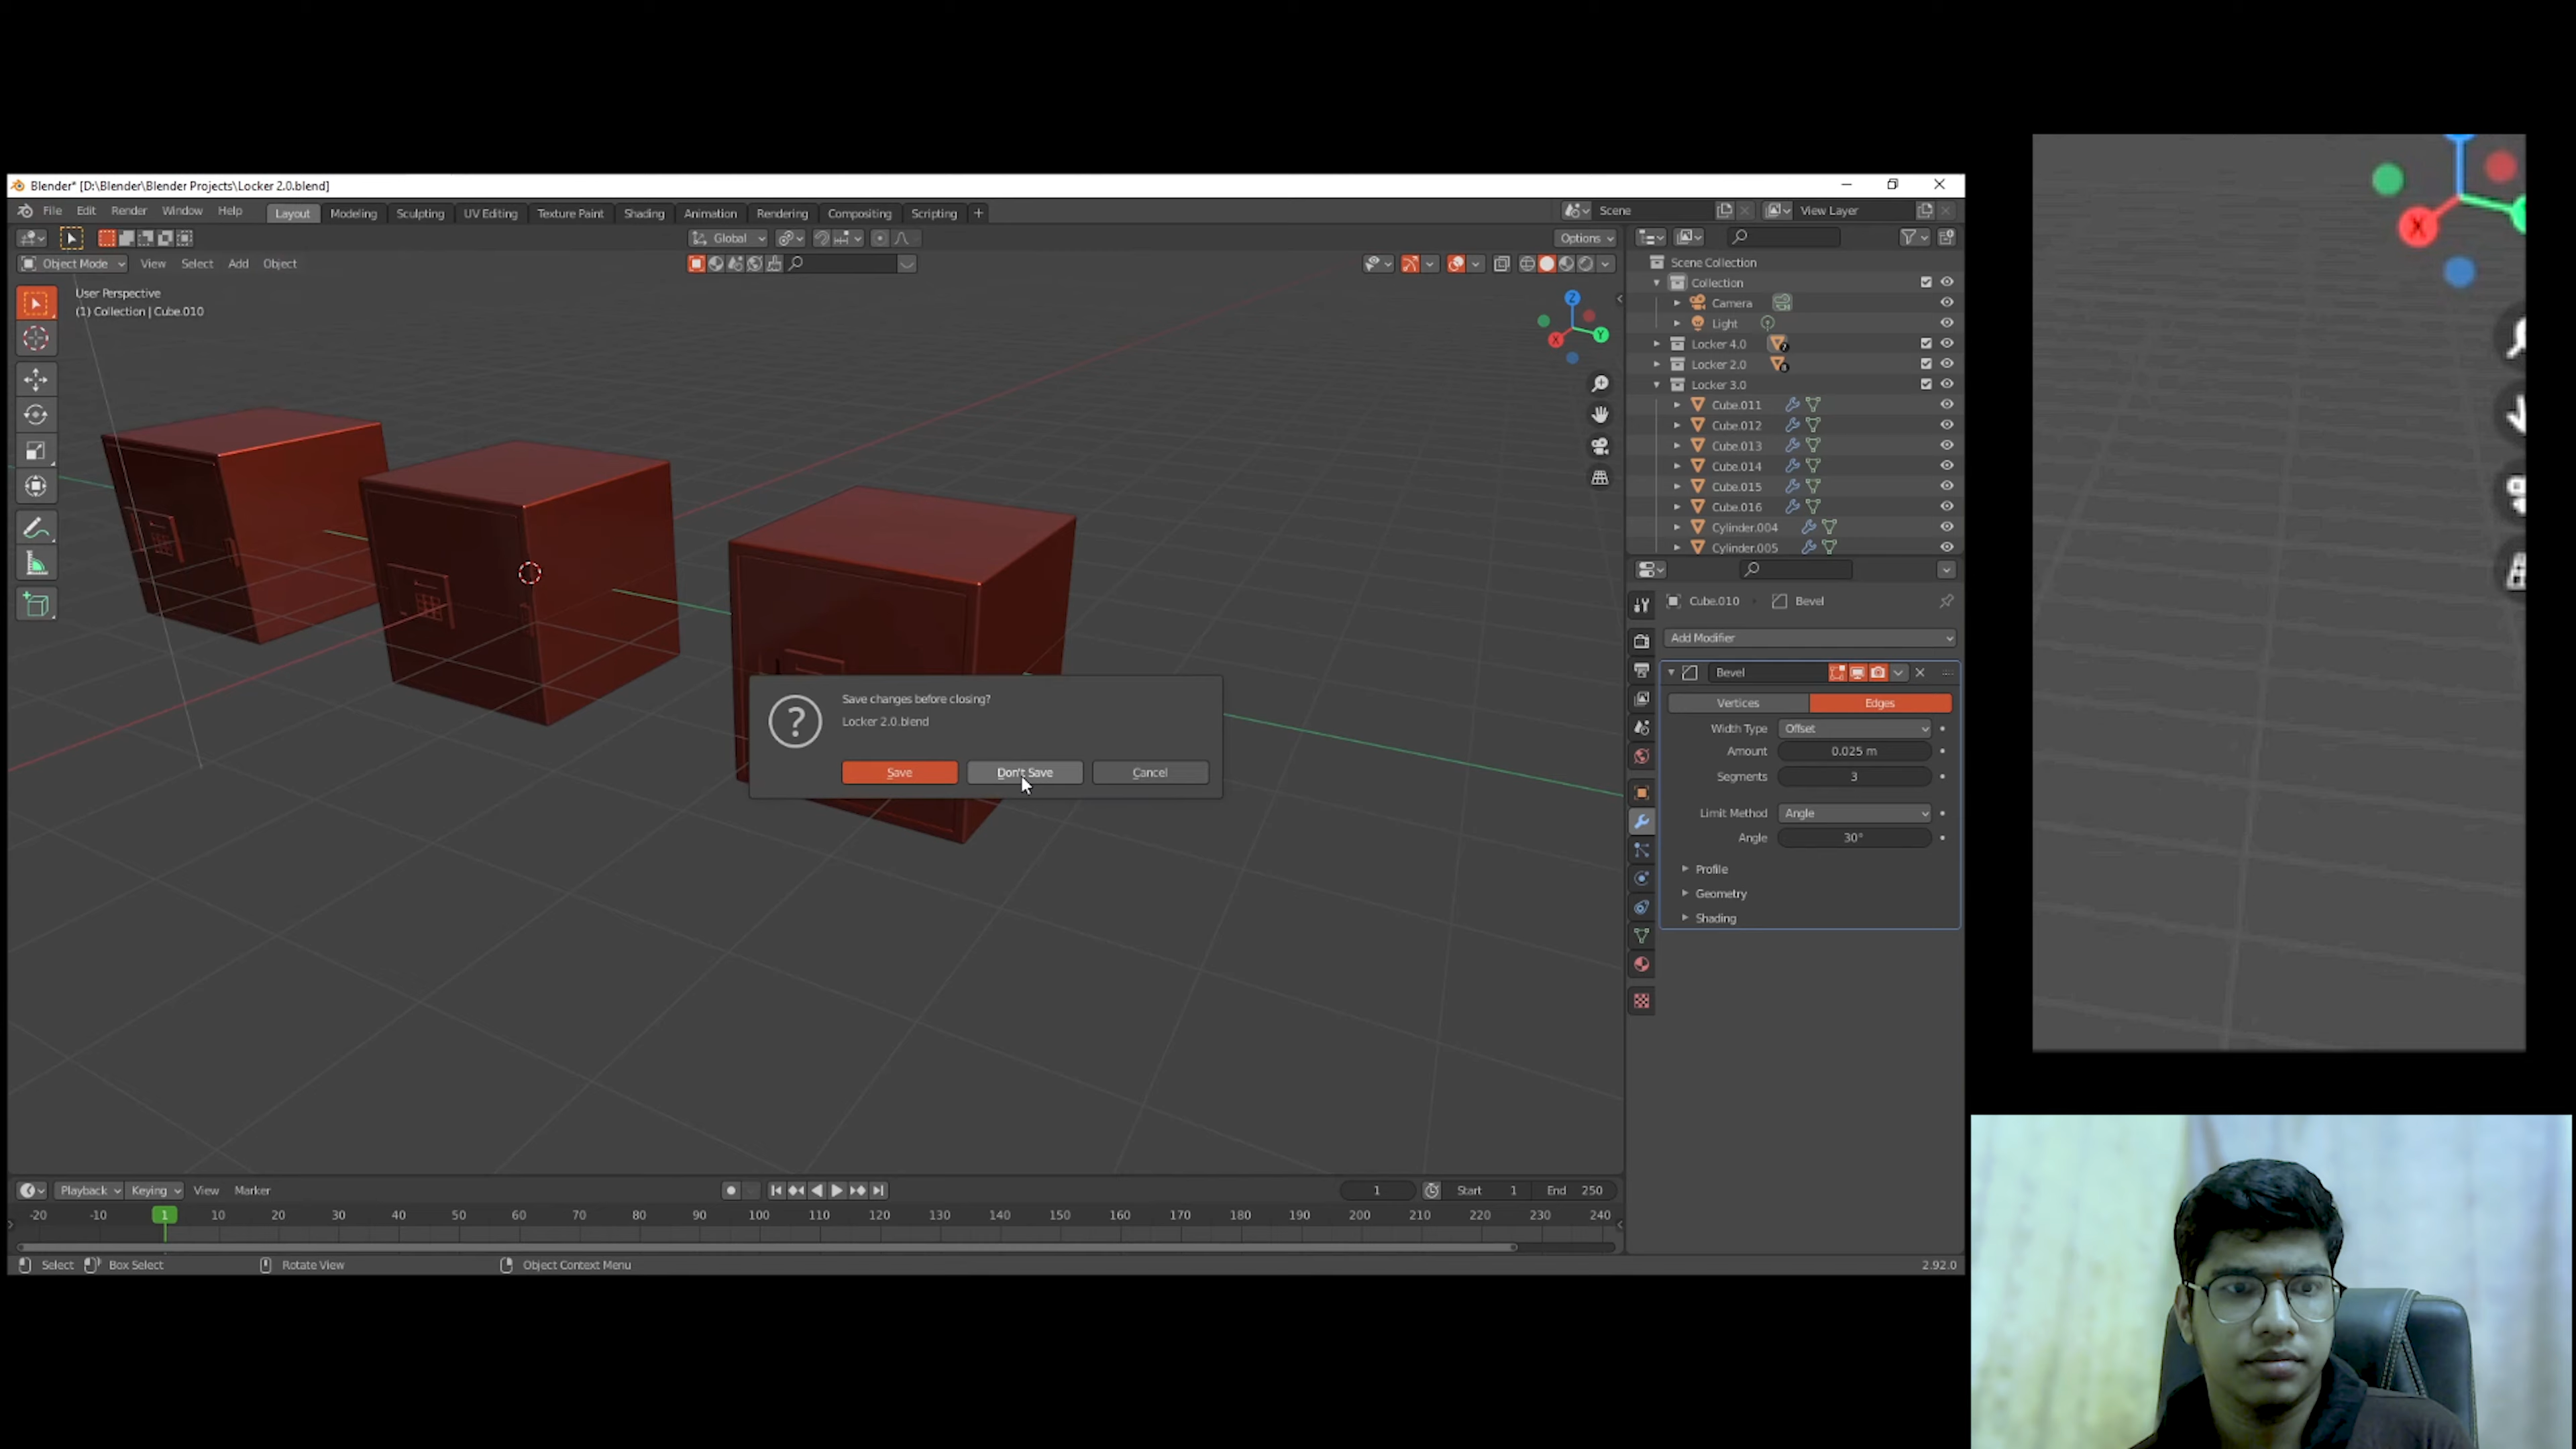 Blender* [D:\Blender\Blender Projects\Locker 2.0.blend]
File Edit Render Window Help Layout Modeling Sculpting UV Editing Texture Paint Shading Animation Rendering Compositing Scripting + Scene View Layer
Global Options
Object Mode View Select Add Object
User Perspective
(1) Collection | Cube.010
Z
Y
X
X
Scene Collection
Collection
Camera
Light
Locker 4.0
Locker 2.0
Locker 3.0
Cube.011
Cube.012
Cube.013
Cube.014
Cube.015
Cube.016
Cylinder.004
Cylinder.005
Cube.010 Bevel
Add Modifier
Bevel
Vertices Edges
Width Type Offset
Amount 0.025 m
Segments 3
Limit Method Angle
Angle 30°
Profile
Geometry
Shading
Save changes before closing?
Locker 2.0.blend
Save Don't Save Cancel
Playback Keying View Marker 1 Start 1 End 250
-20 -10 1 10 20 30 40 50 60 70 80 90 100 110 120 130 140 150 160 170 180 190 200 210 220 230 240
Select Box Select Rotate View Object Context Menu 2.92.0